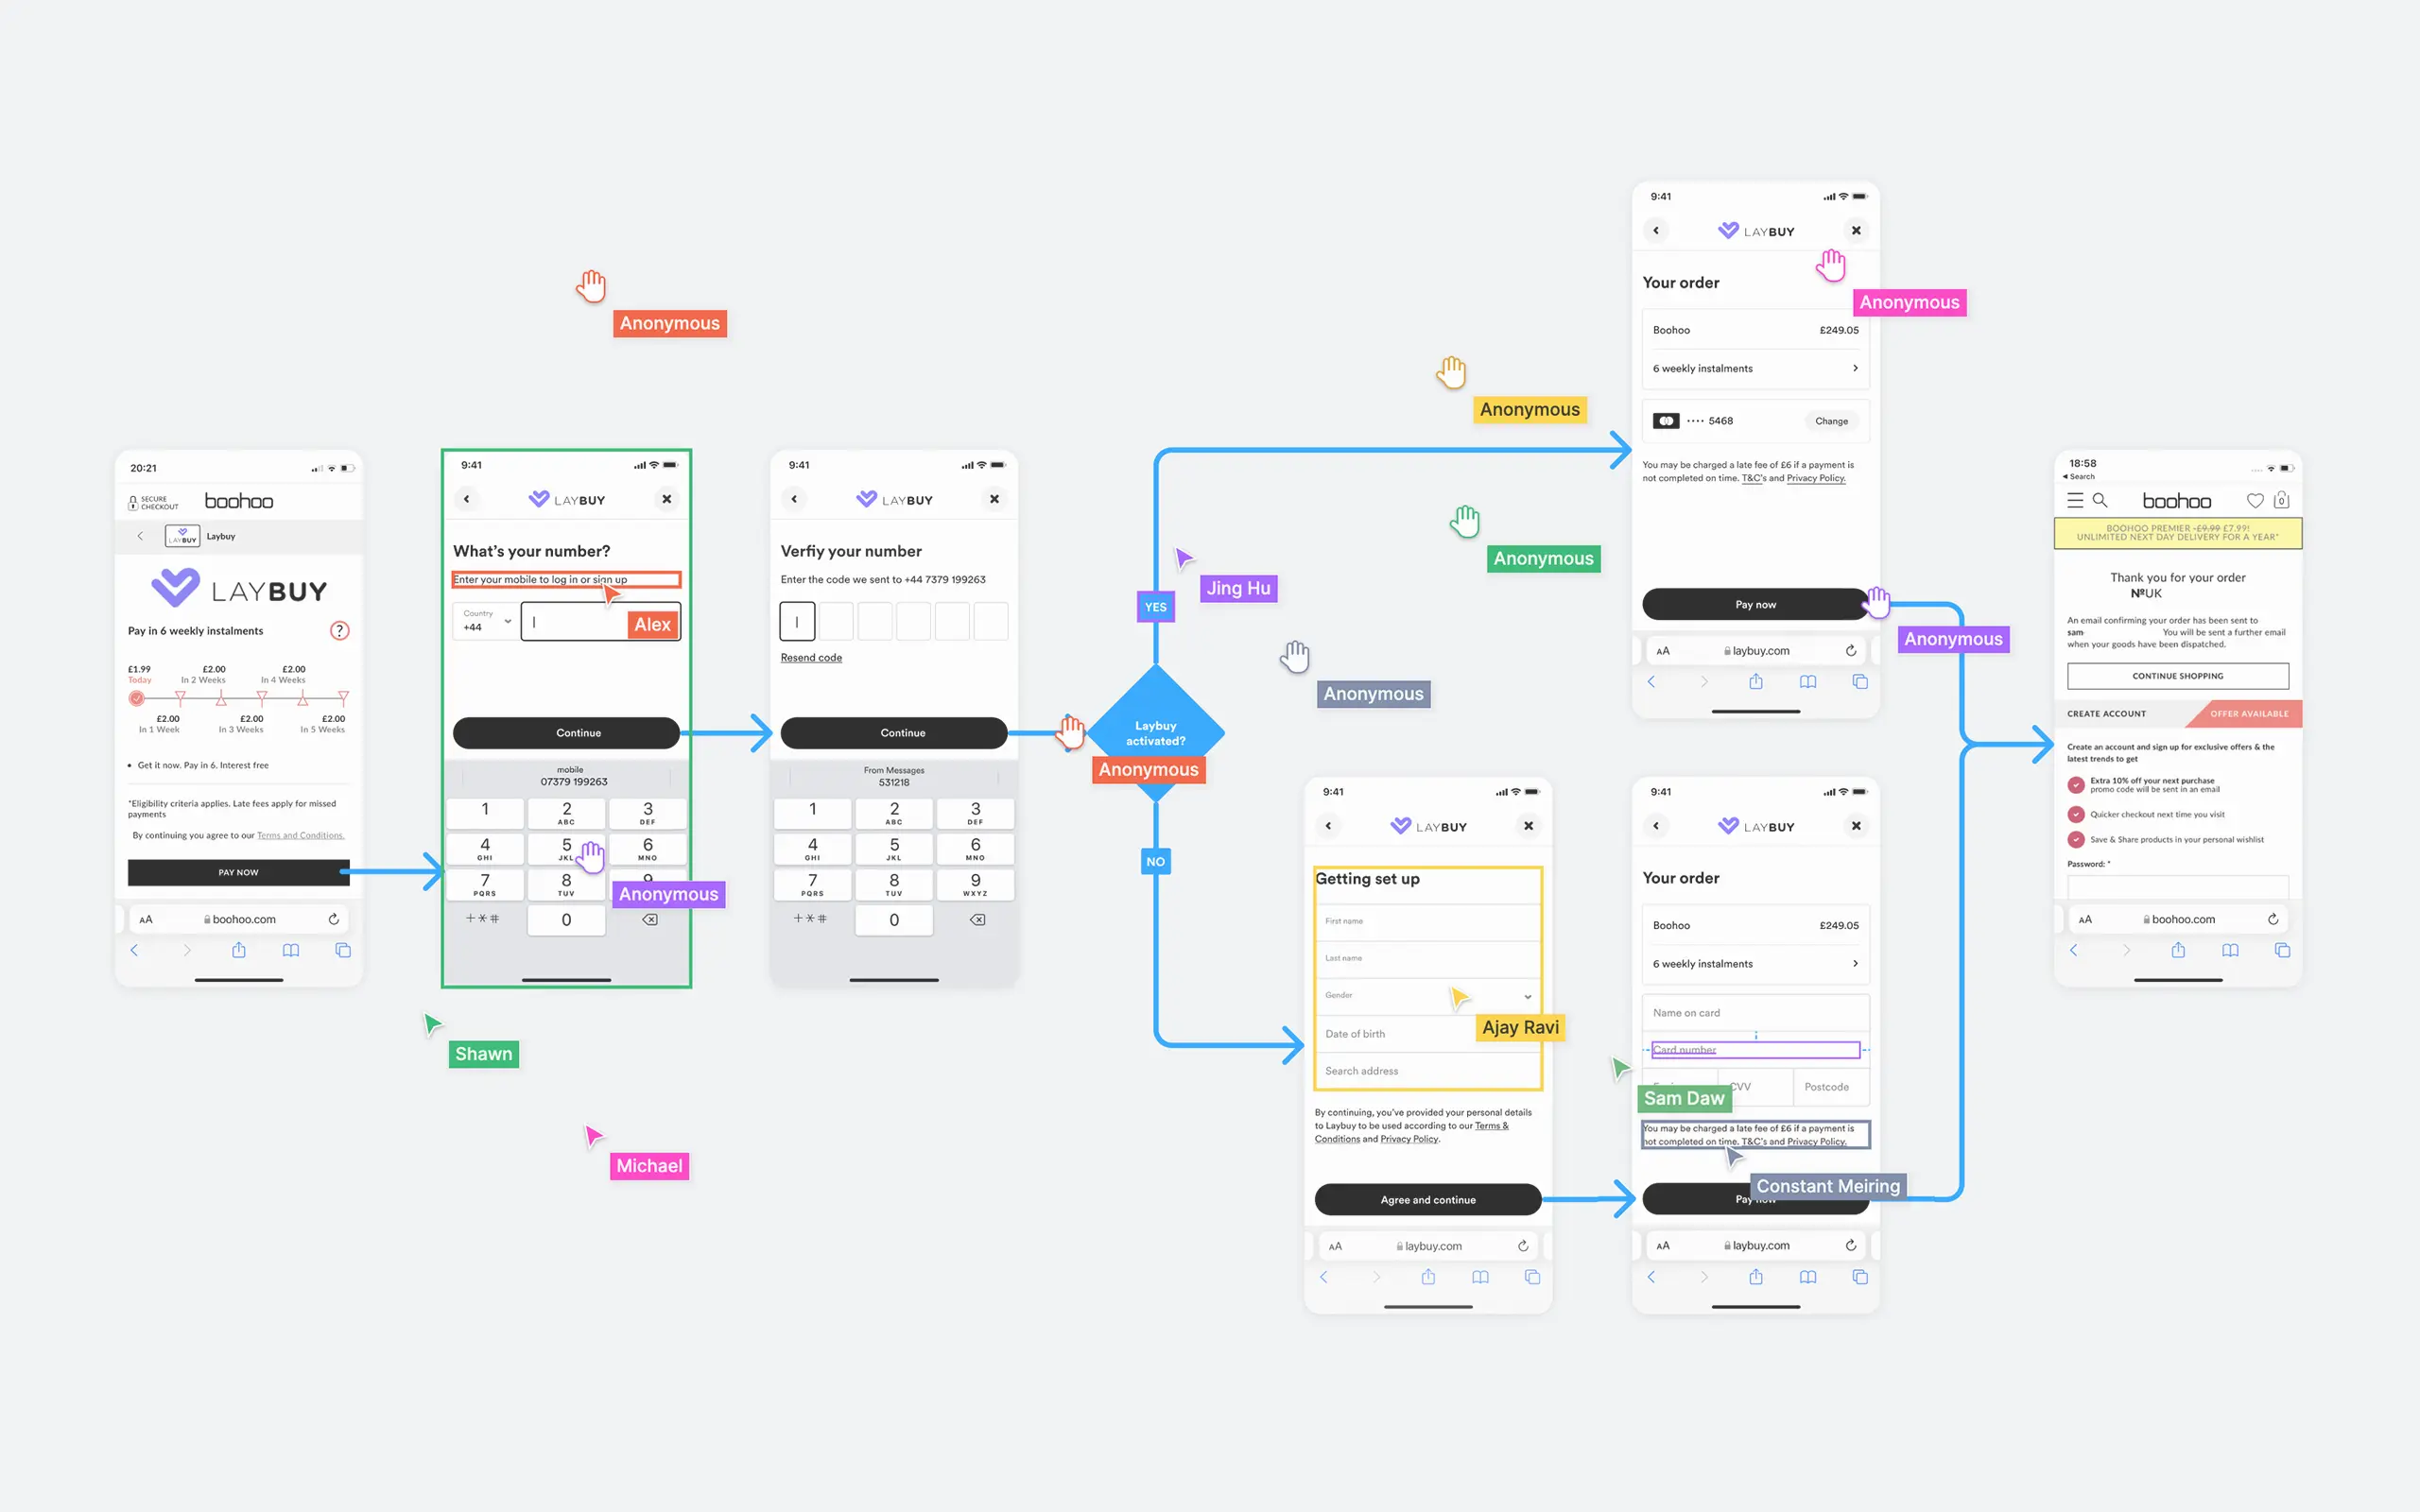 Anonymous
20:21
SECURE
CHECKOUT
boohoo
LAYBUY
Laybuy
LAYBUY
Pay in 6 weekly instalments
?
£1.99
Today
£2.00
In 2 Weeks
£2.00
In 4 Weeks
£2.00
In 1 Week
£2.00
In 3 Weeks
£2.00
In 5 Weeks
Get it now. Pay in 6. Interest free
*Eligibility criteria applies. Late fees apply for missed
payments
By continuing you agree to our Terms and Conditions.
PAY NOW
AA
boohoo.com
9:41
LAYBUY
What's your number?
Enter your mobile to log in or sign up
Country
+44
Alex
Continue
mobile
07379 199263
1
2
ABC
3
DEF
4
GHI
5
JKL
6
MNO
7
PQRS
8
TUV
9
Anonymous
+*#
0
Shawn
Michael
9:41
LAYBUY
Verfiy your number
Enter the code we sent to +44 7379 199263
Resend code
Continue
From Messages
531218
1
2
ABC
3
DEF
4
GHI
5
JKL
6
MNO
7
PQRS
8
TUV
9
WXYZ
+*#
0
Laybuy
activated?
Anonymous
YES
Jing Hu
NO
Anonymous
Anonymous
Anonymous
9:41
LAYBUY
Anonymous
Your order
Boohoo
£249.05
6 weekly instalments
•••• 5468
Change
You may be charged a late fee of £6 if a payment is
not completed on time. T&C's and Privacy Policy.
Pay now
Anonymous
AA
laybuy.com
9:41
LAYBUY
Getting set up
First name
Last name
Gender
Ajay Ravi
Date of birth
Search address
By continuing, you've provided your personal details
to Laybuy to be used according to our Terms &
Conditions and Privacy Policy.
Agree and continue
AA
laybuy.com
9:41
LAYBUY
Your order
Boohoo
£249.05
6 weekly instalments
Name on card
Card number
CVV
Postcode
Sam Daw
You may be charged a late fee of £6 if a payment is
not completed on time. T&C's and Privacy Policy.
Constant Meiring
AA
laybuy.com
18:58
Search
boohoo
0
BOOHOO PREMIER -£9.99 £7.99!
UNLIMITED NEXT DAY DELIVERY FOR A YEAR*
Thank you for your order
NºUK
An email confirming your order has been sent to
sam You will be sent a further email
when your goods have been dispatched.
CONTINUE SHOPPING
CREATE ACCOUNT
OFFER AVAILABLE
Create an account and sign up for exclusive offers & the
latest trends to get
Extra 10% off your next purchase
promo code will be sent in an email
Quicker checkout next time you visit
Save & Share products in your personal wishlist
Password: *
AA
boohoo.com